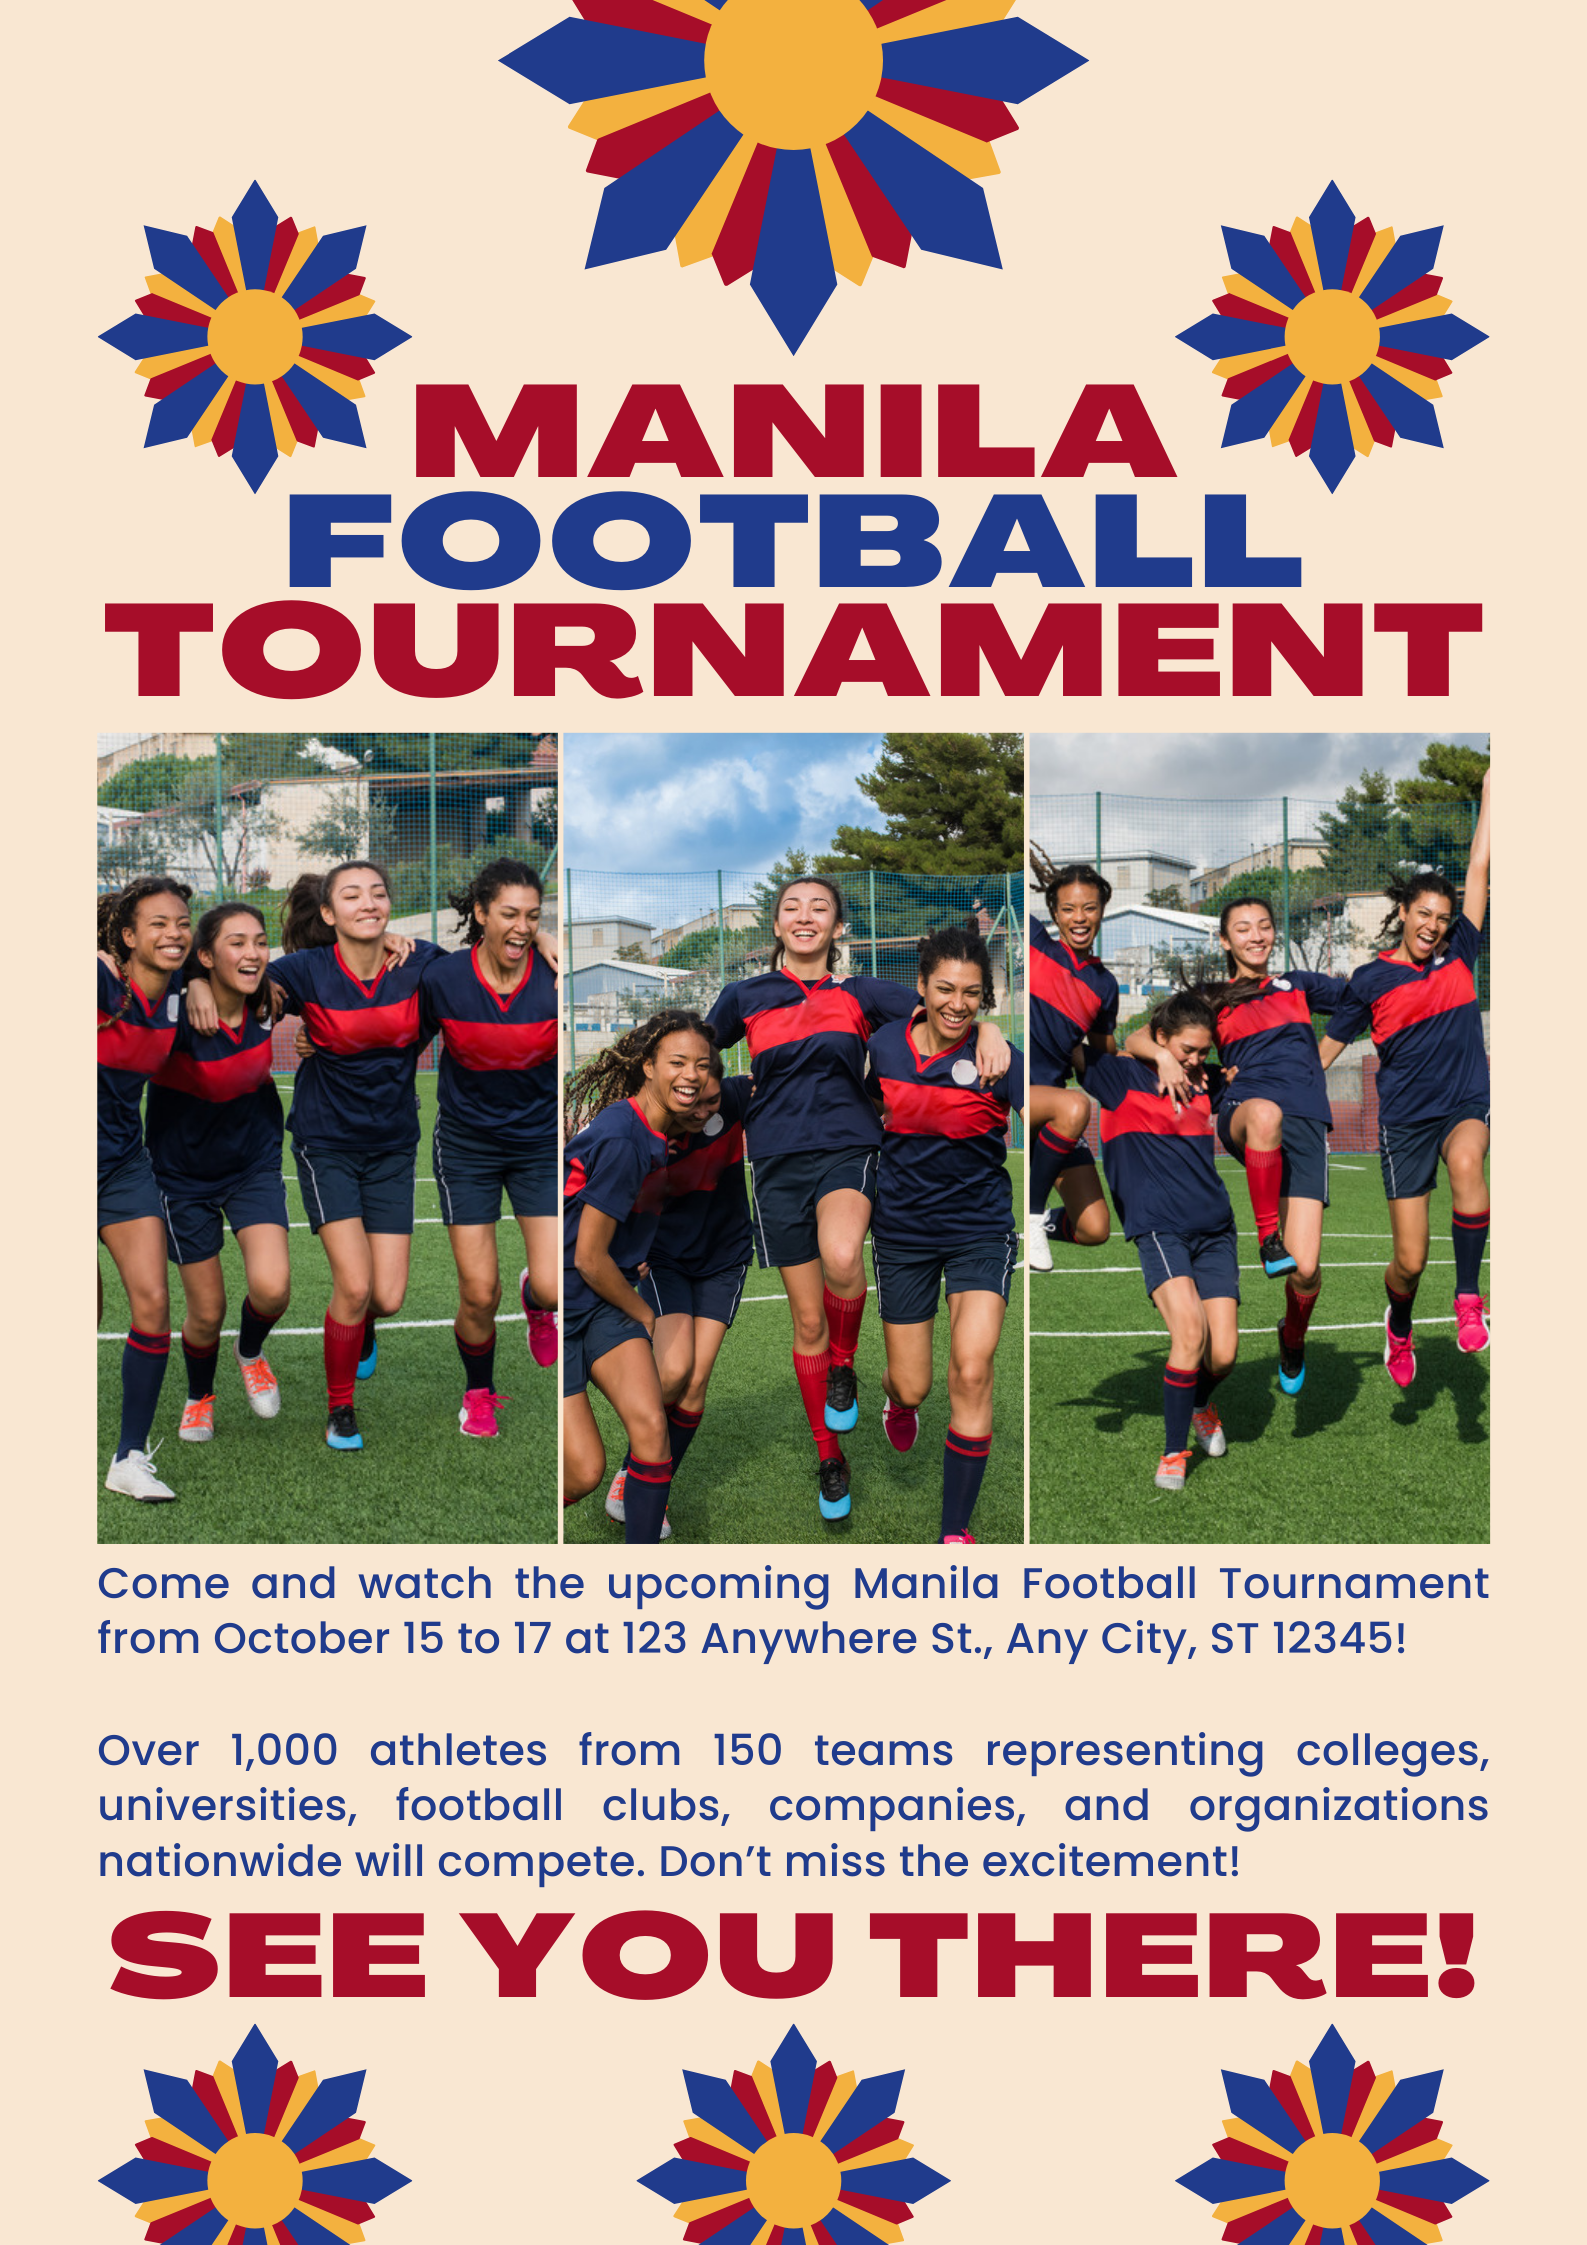 MANILA
FOOTBALL
TOURNAMENT
Come and watch the upcoming Manila Football Tournament
from October 15 to 17 at 123 Anywhere St., Any City, ST 12345!
Over 1,000 athletes from 150 teams representing colleges,
universities, football clubs, companies, and organizations
nationwide will compete. Don’t miss the excitement!
SEE YOU THERE!